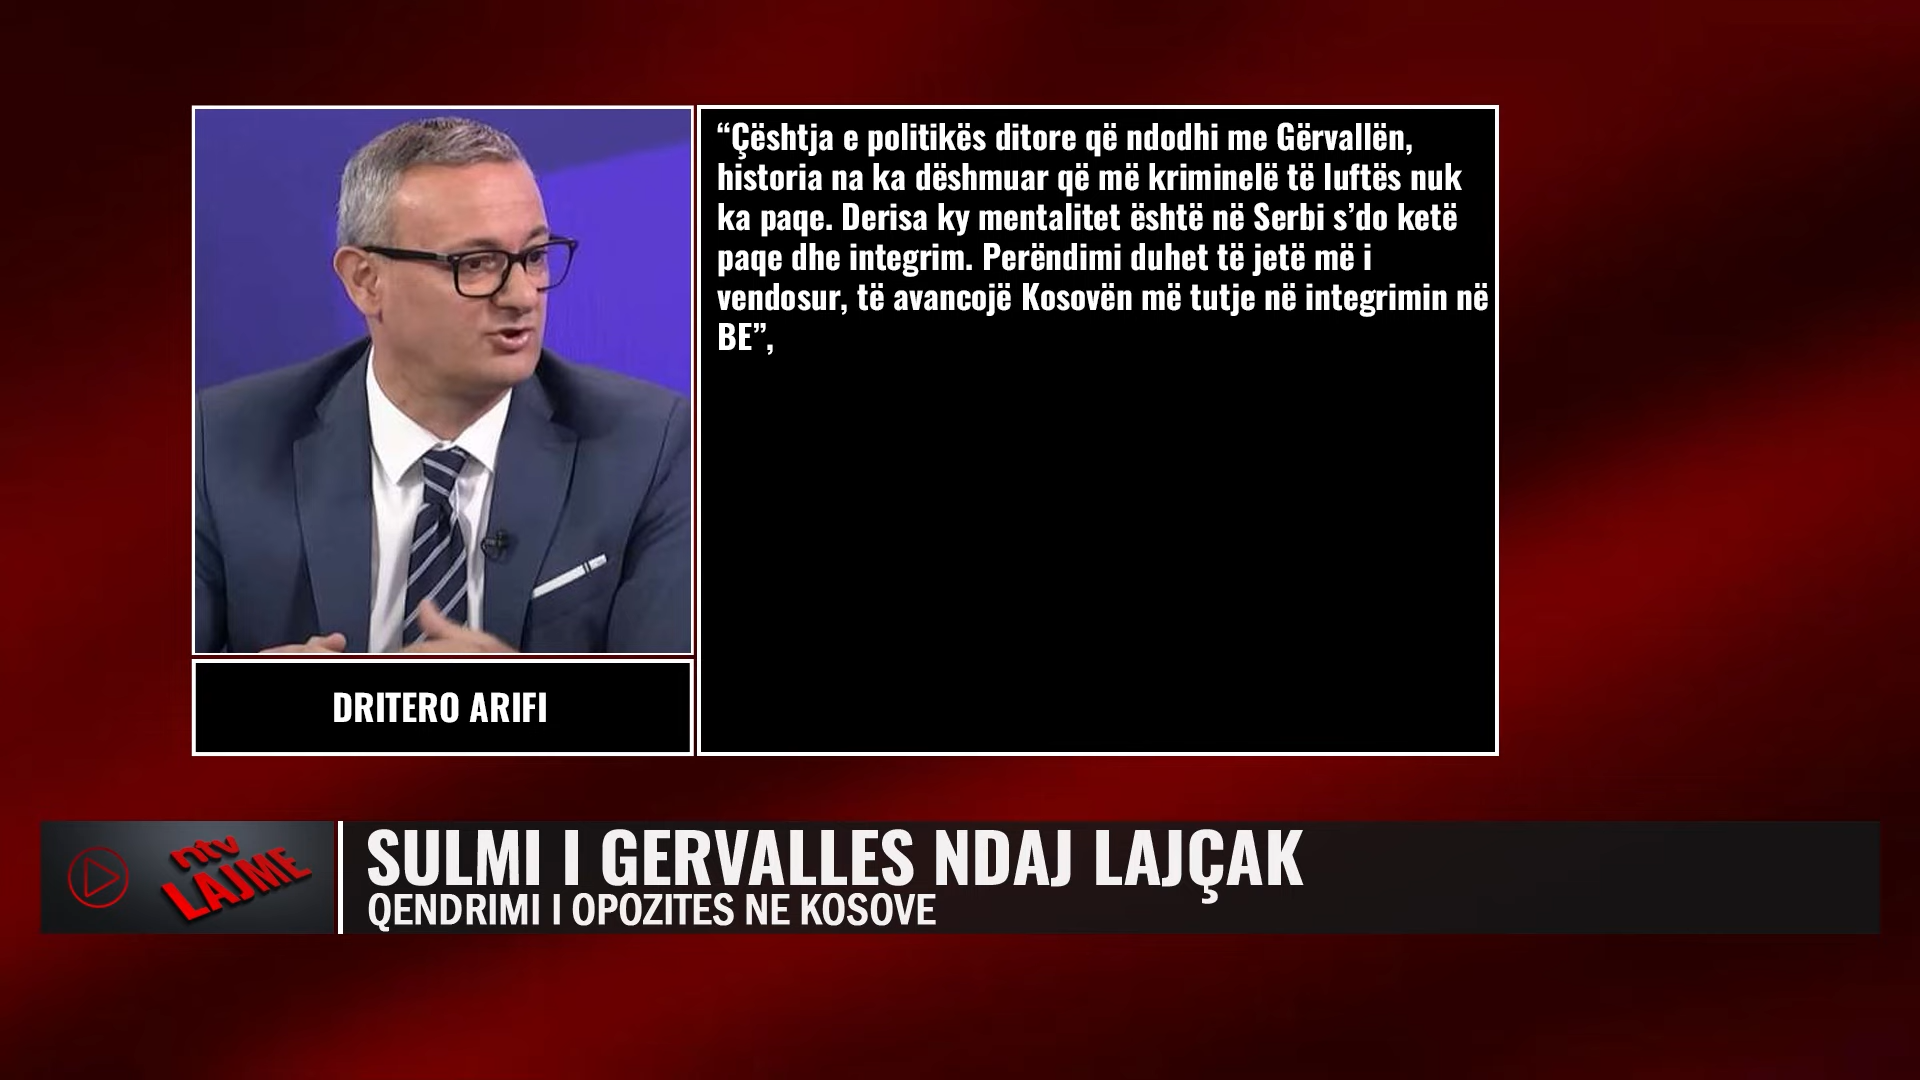 “Çështja e politikës ditore që ndodhi me Gërvallën,
historia na ka dëshmuar që më kriminelë të luftës nuk
ka paqe. Derisa ky mentalitet është në Serbi s’do ketë
paqe dhe integrim. Perëndimi duhet të jetë më i
vendosur, të avancojë Kosovën më tutje në integrimin në
BE”,
DRITERO ARIFI
ntv
LAJME
SULMI I GERVALLES NDAJ LAJÇAK
QENDRIMI I OPOZITES NE KOSOVE